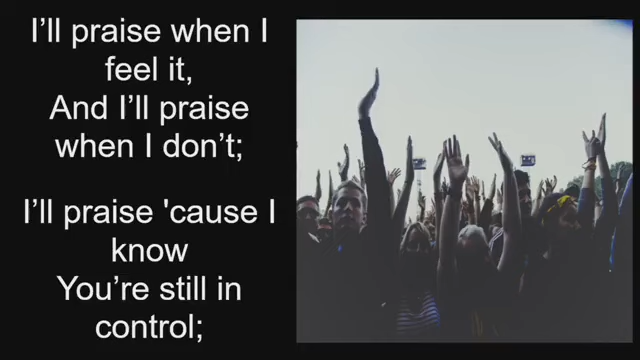 I’ll praise when I
feel it,
And I’ll praise
when I don’t;
I’ll praise 'cause I
know
You’re still in
control;